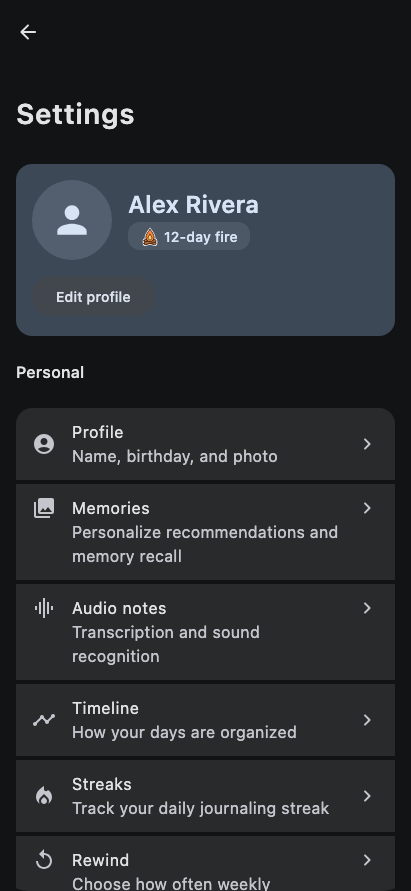 Settings
Alex Rivera
12-day fire
Edit profile
Personal
Profile
Name, birthday, and photo
Memories
Personalize recommendations and
memory recall
Audio notes
Transcription and sound
recognition
Timeline
How your days are organized
Streaks
Track your daily journaling streak
Rewind
Choose how often weekly